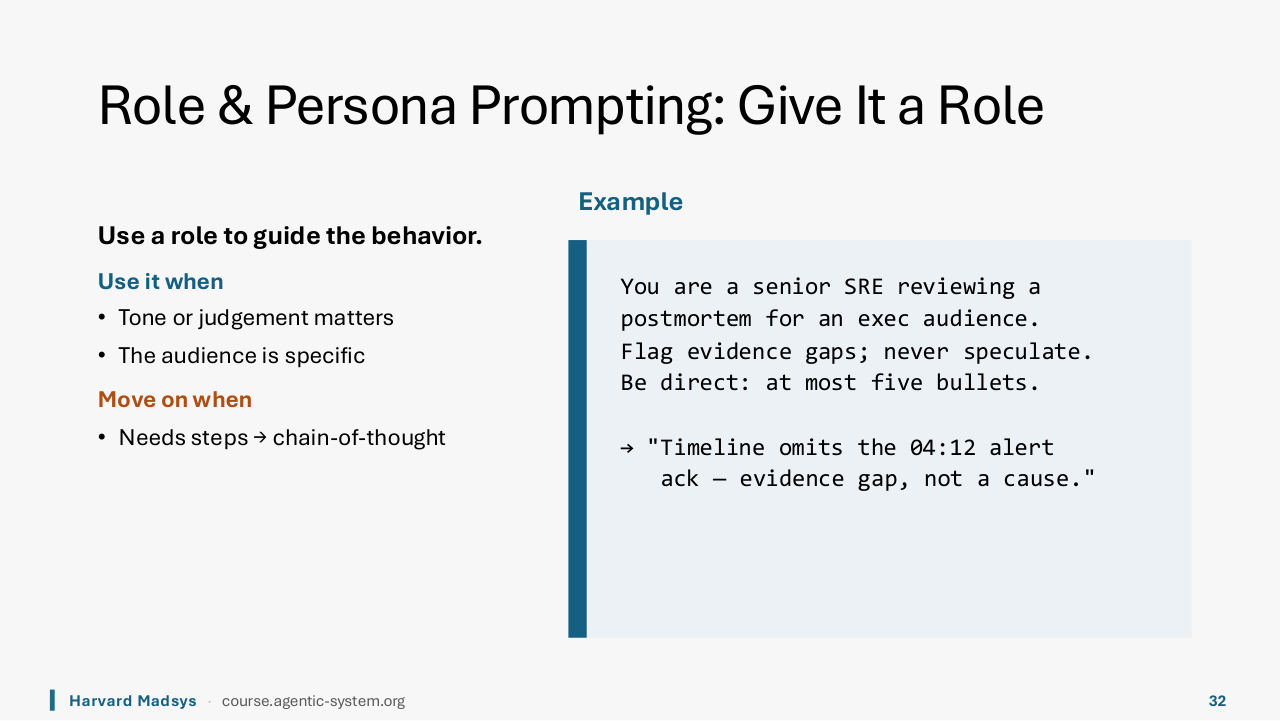 Role & Persona Prompting: Give It a Role
Use a role to guide the behavior.
Use it when
• Tone or judgement matters
• The audience is specific
Move on when
• Needs steps → chain-of-thought
Example
You are a senior SRE reviewing a
postmortem for an exec audience.
Flag evidence gaps; never speculate.
Be direct: at most five bullets.
→ "Timeline omits the 04:12 alert
ack — evidence gap, not a cause."
Harvard Madsys · course.agentic-system.org
32